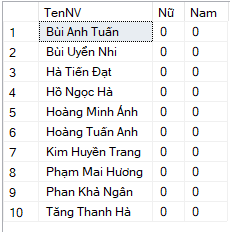 TenNV Nữ Nam
1 Bùi Anh Tuấn 0 0
2 Bùi Uyển Nhi 0 0
3 Hà Tiến Đạt 0 0
4 Hồ Ngọc Hà 0 0
5 Hoàng Minh Ánh 0 0
6 Hoàng Tuấn Anh 0 0
7 Kim Huyền Trang 0 0
8 Phạm Mai Hương 0 0
9 Phan Khả Ngân 0 0
10 Tăng Thanh Hà 0 0